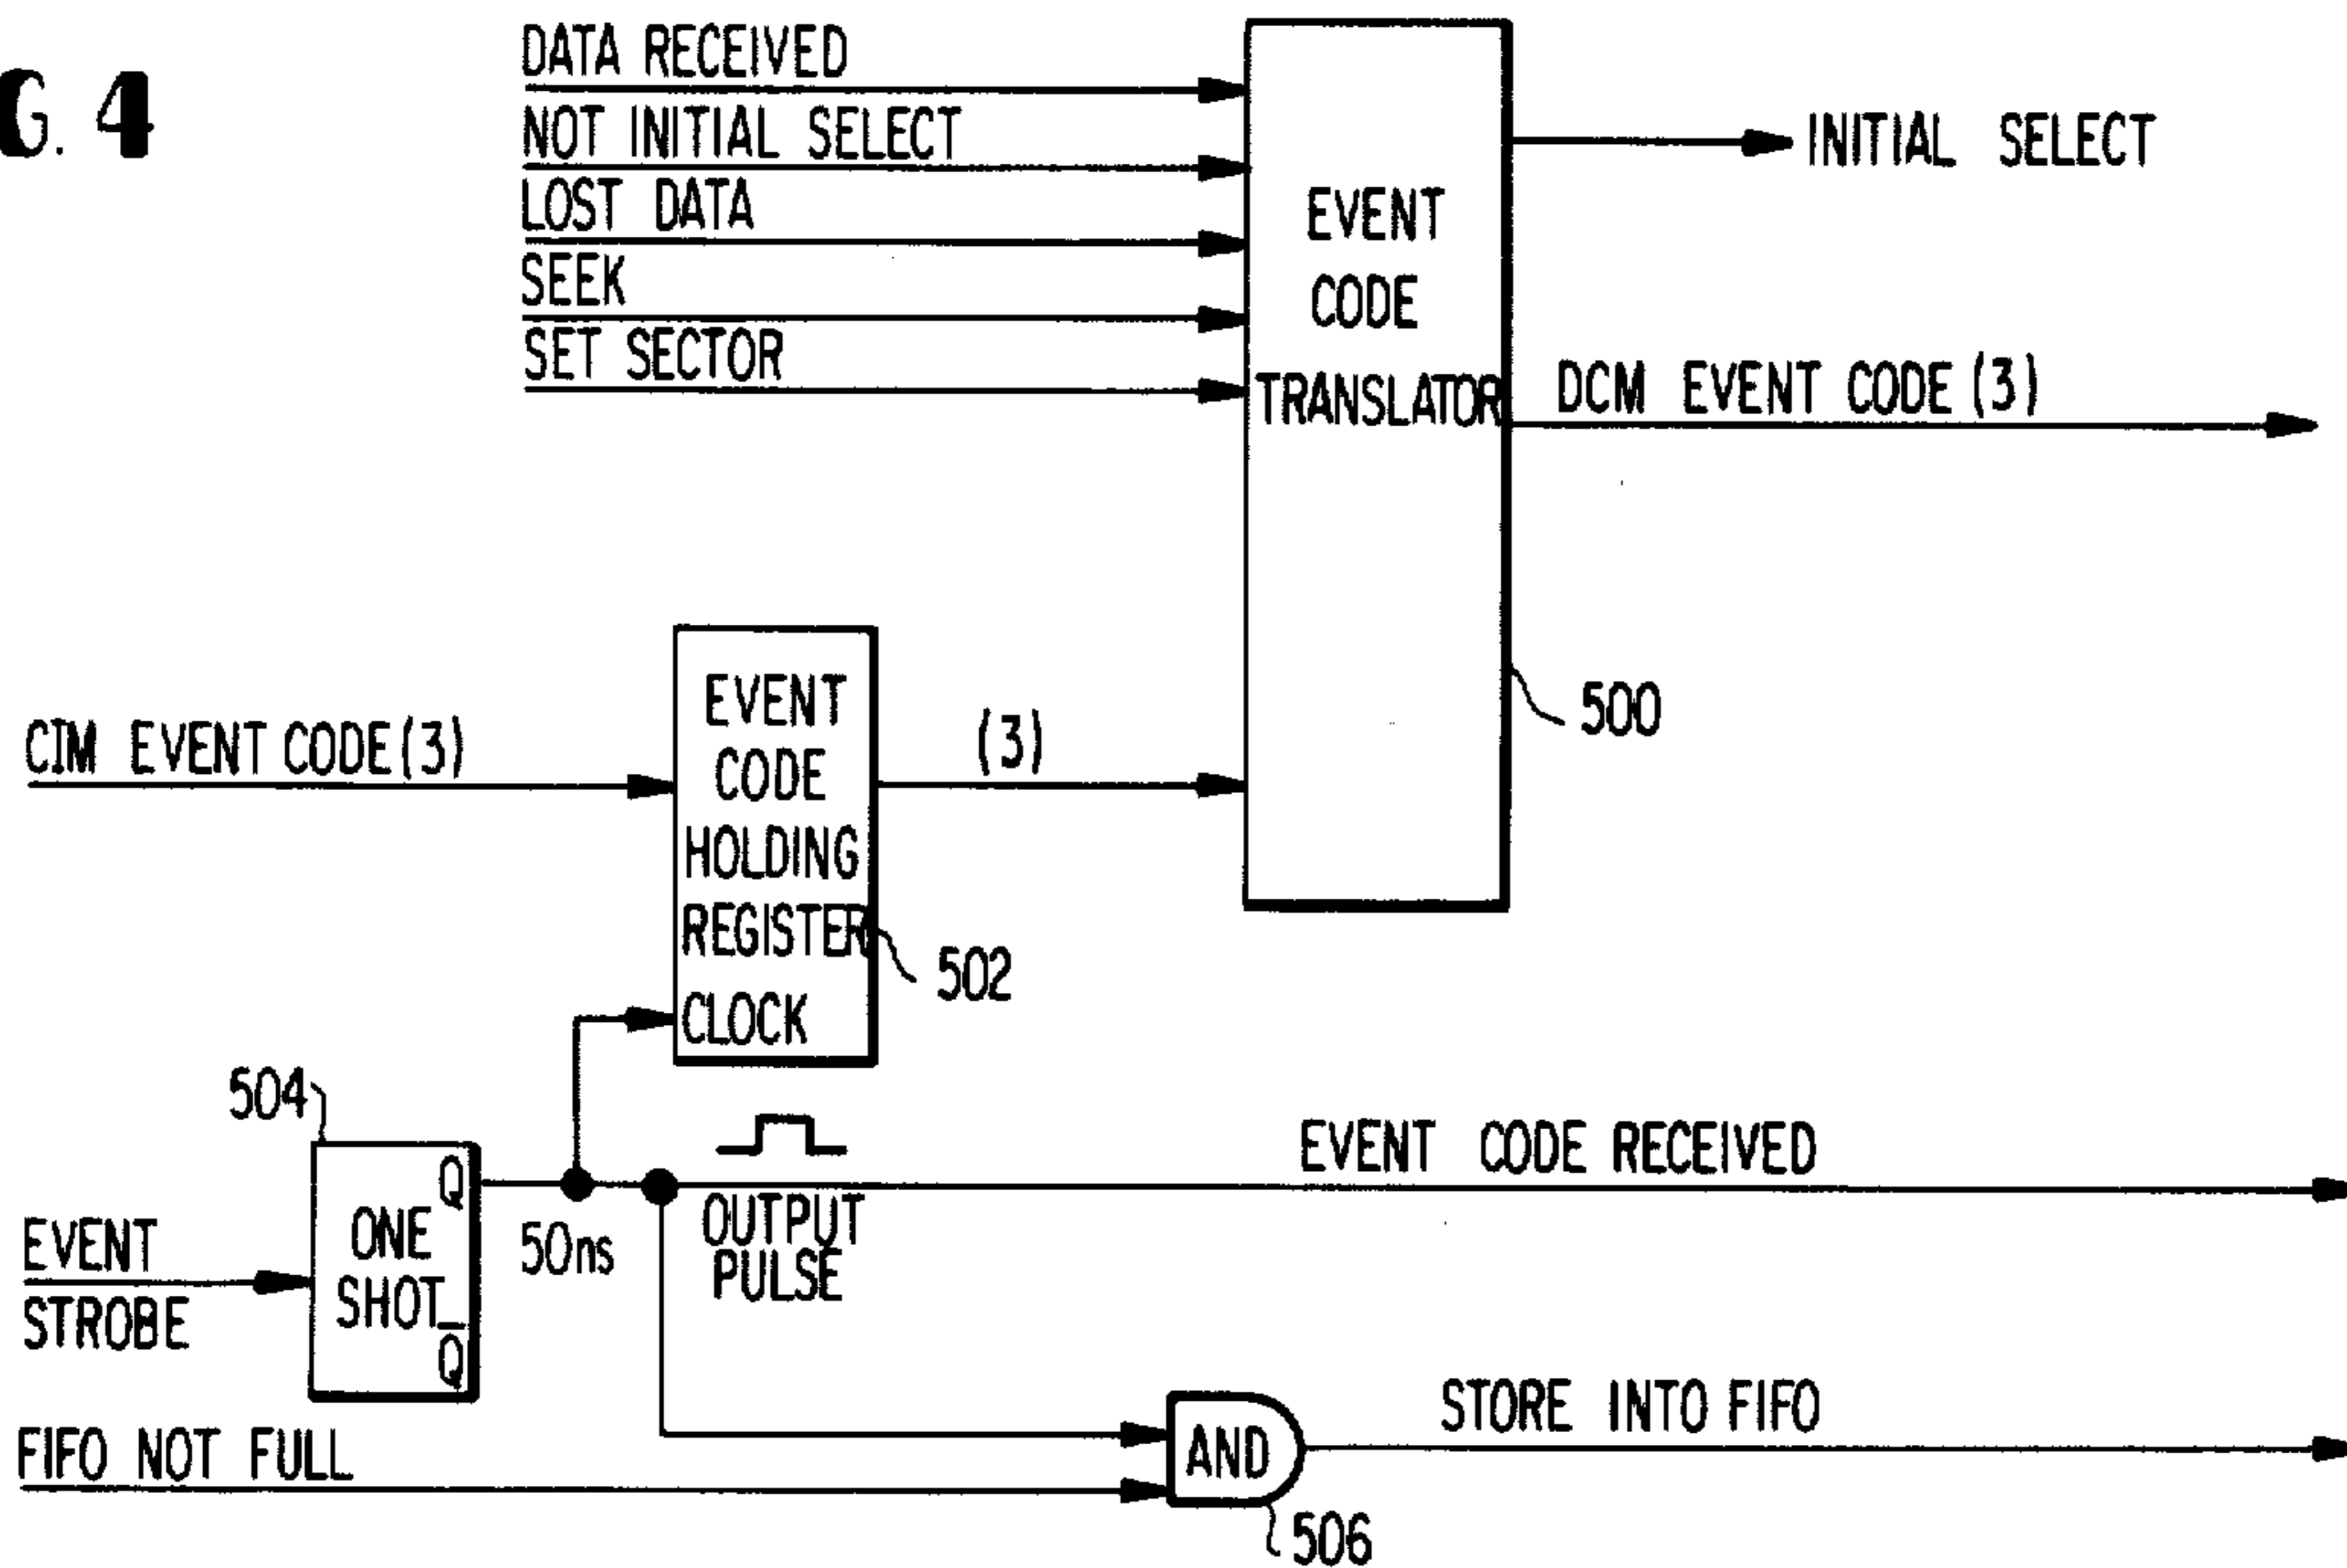 G. 4
DATA RECEIVED
NOT INITIAL SELECT
LOST DATA
SEEK
SET SECTOR
EVENT
CODE
TRANSLATOR
INITIAL SELECT
DCM EVENT CODE (3)
500
CIM EVENT CODE (3)
EVENT
CODE
HOLDING
REGISTER
CLOCK
(3)
502
504
EVENT
STROBE
ONE
SHOT
Q
Q̅
50ns
OUTPUT
PULSE
EVENT CODE RECEIVED
FIFO NOT FULL
AND
STORE INTO FIFO
506